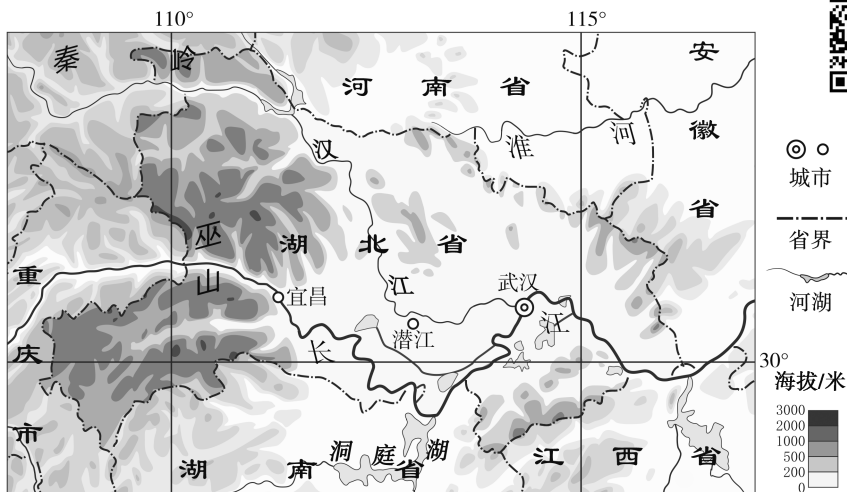 110° 115°
秦岭
河南省
安徽省
汉江
淮河
城市
省界
河湖
巫山
湖北省
重庆市
宜昌
武汉
潜江
长江
30°
海拔/米
3000
2000
1000
500
200
0
洞庭湖
湖南省
江西省